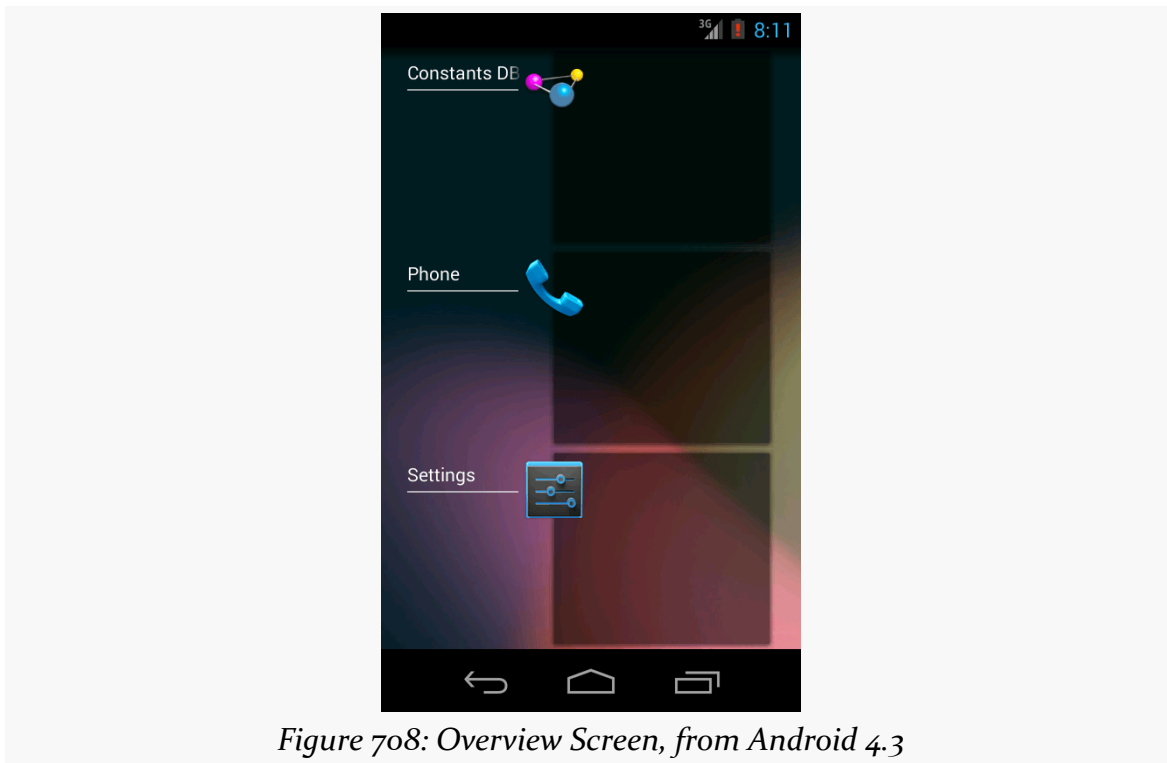 3G 8:11
Constants DB
Phone
Settings
Figure 708: Overview Screen, from Android 4.3